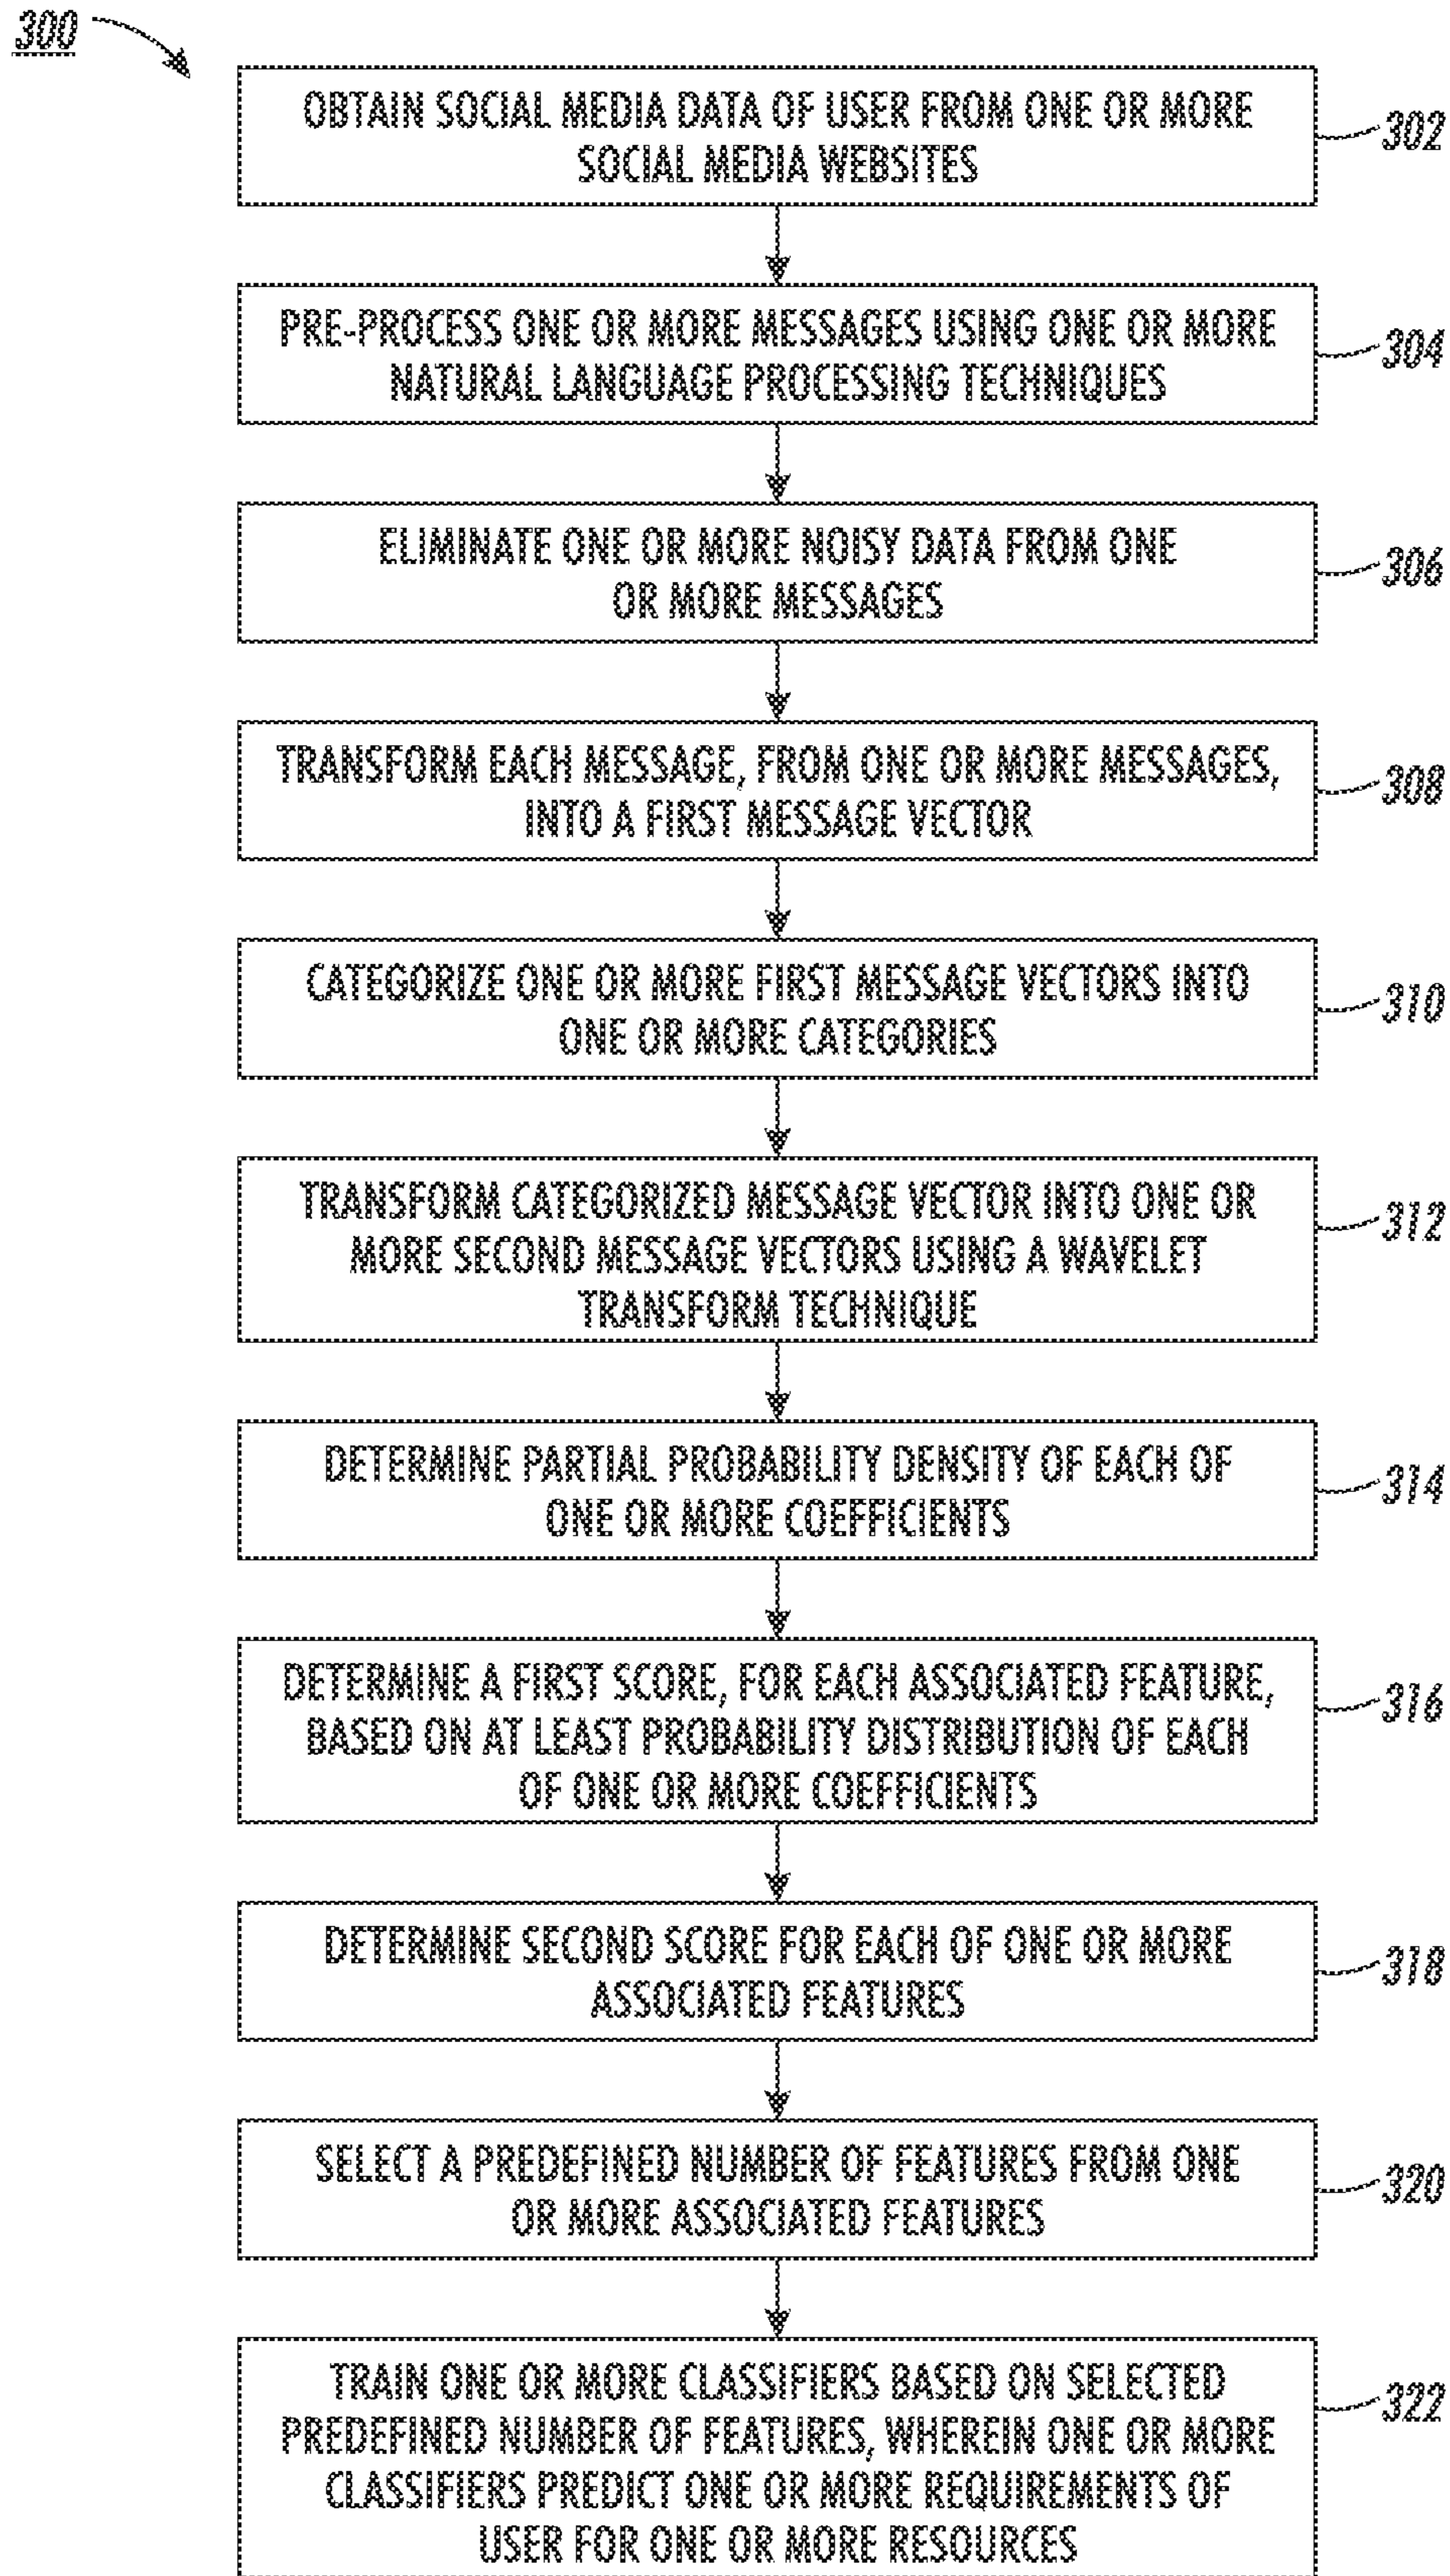 300
OBTAIN SOCIAL MEDIA DATA OF USER FROM ONE OR MORE
SOCIAL MEDIA WEBSITES
302
PRE-PROCESS ONE OR MORE MESSAGES USING ONE OR MORE
NATURAL LANGUAGE PROCESSING TECHNIQUES
304
ELIMINATE ONE OR MORE NOISY DATA FROM ONE
OR MORE MESSAGES
306
TRANSFORM EACH MESSAGE, FROM ONE OR MORE MESSAGES,
INTO A FIRST MESSAGE VECTOR
308
CATEGORIZE ONE OR MORE FIRST MESSAGE VECTORS INTO
ONE OR MORE CATEGORIES
310
TRANSFORM CATEGORIZED MESSAGE VECTOR INTO ONE OR
MORE SECOND MESSAGE VECTORS USING A WAVELET
TRANSFORM TECHNIQUE
312
DETERMINE PARTIAL PROBABILITY DENSITY OF EACH OF
ONE OR MORE COEFFICIENTS
314
DETERMINE A FIRST SCORE, FOR EACH ASSOCIATED FEATURE,
BASED ON AT LEAST PROBABILITY DISTRIBUTION OF EACH
OF ONE OR MORE COEFFICIENTS
316
DETERMINE SECOND SCORE FOR EACH OF ONE OR MORE
ASSOCIATED FEATURES
318
SELECT A PREDEFINED NUMBER OF FEATURES FROM ONE
OR MORE ASSOCIATED FEATURES
320
TRAIN ONE OR MORE CLASSIFIERS BASED ON SELECTED
PREDEFINED NUMBER OF FEATURES, WHEREIN ONE OR MORE
CLASSIFIERS PREDICT ONE OR MORE REQUIREMENTS OF
USER FOR ONE OR MORE RESOURCES
322